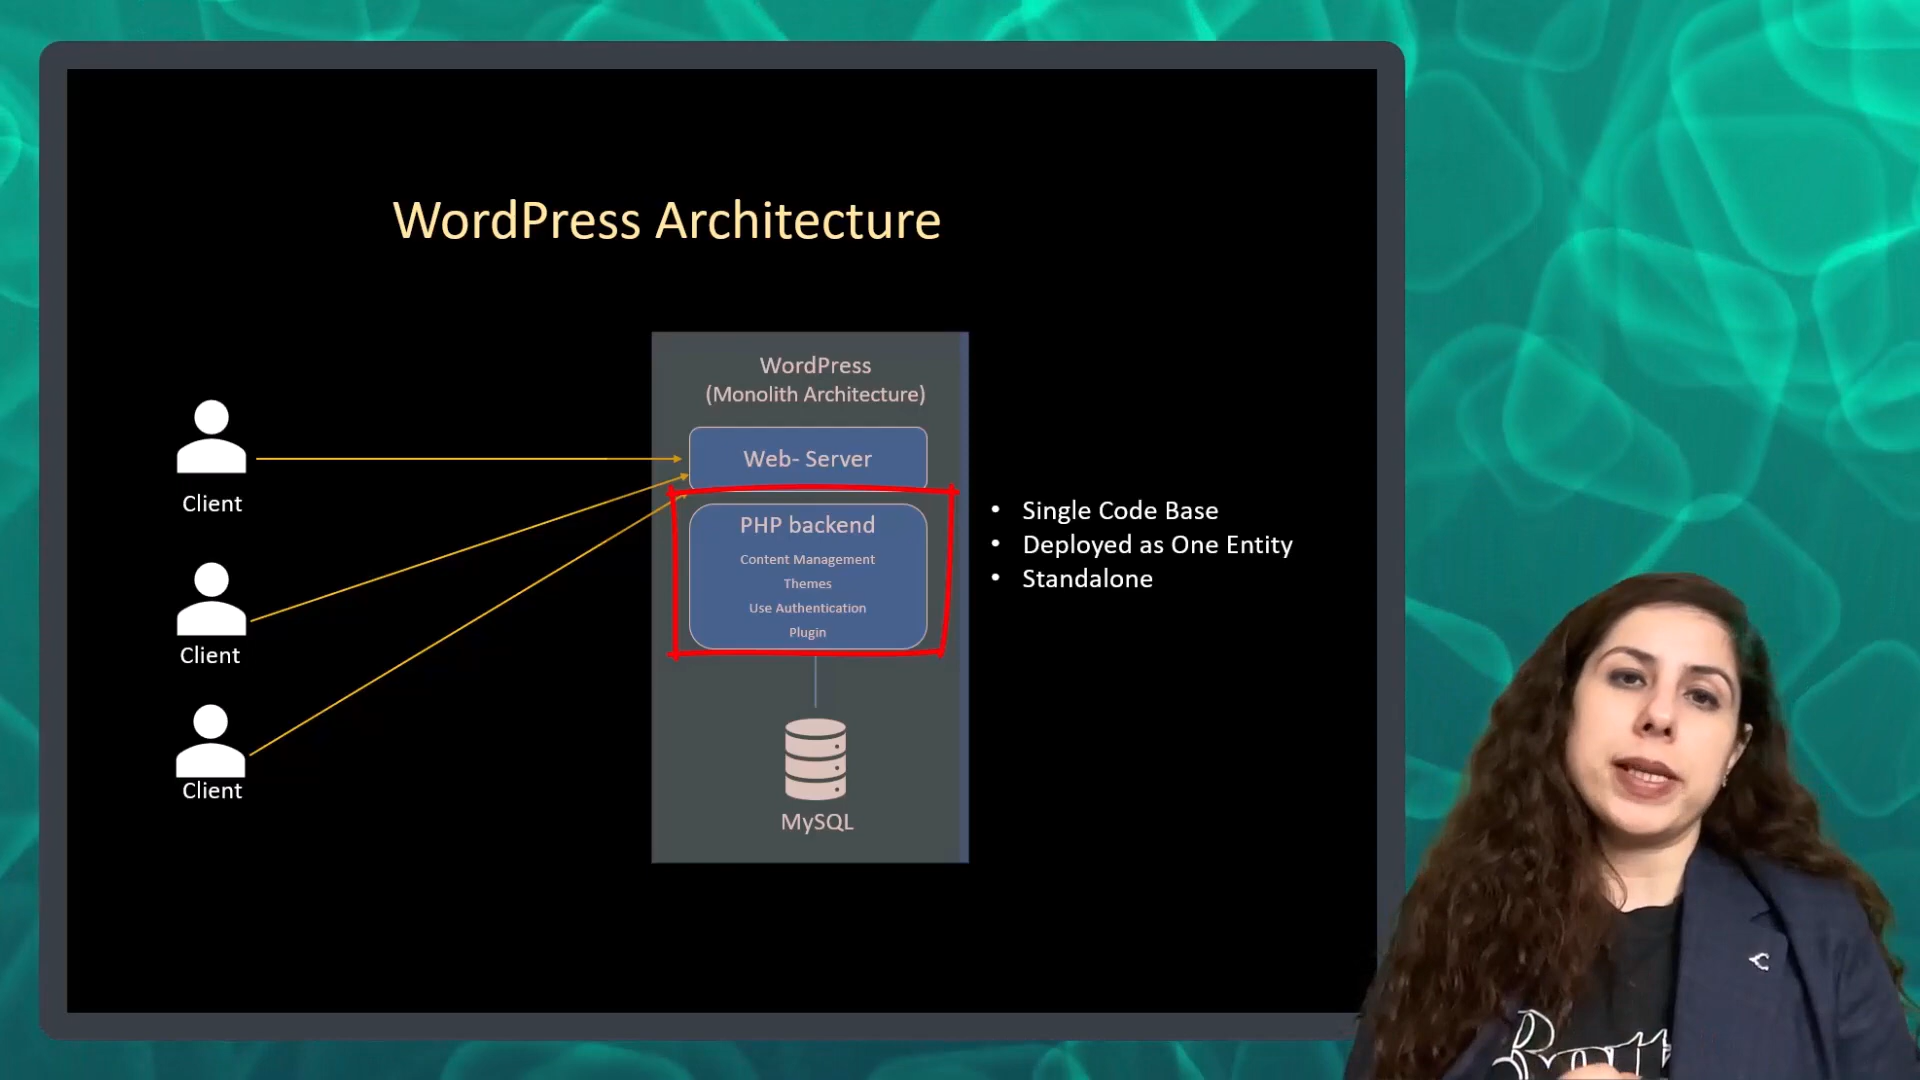 WordPress Architecture
WordPress
(Monolith Architecture)
Web- Server
PHP backend
Content Management
Themes
Use Authentication
Plugin
MySQL
Client
Client
Client
• Single Code Base
• Deployed as One Entity
• Standalone